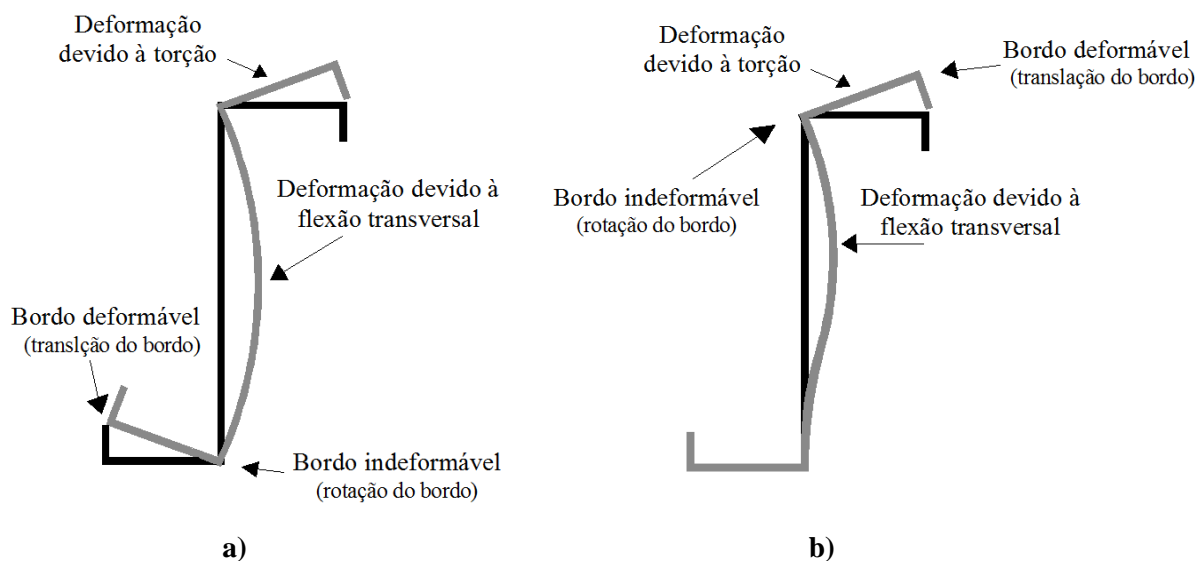 Deformação
devido à torção
Deformação devido à
flexão transversal
Bordo deformável
(translção do bordo)
Bordo indeformável
(rotação do bordo)
a)
Deformação
devido à torção
Bordo deformável
(translação do bordo)
Bordo indeformável
(rotação do bordo)
Deformação devido à
flexão transversal
b)